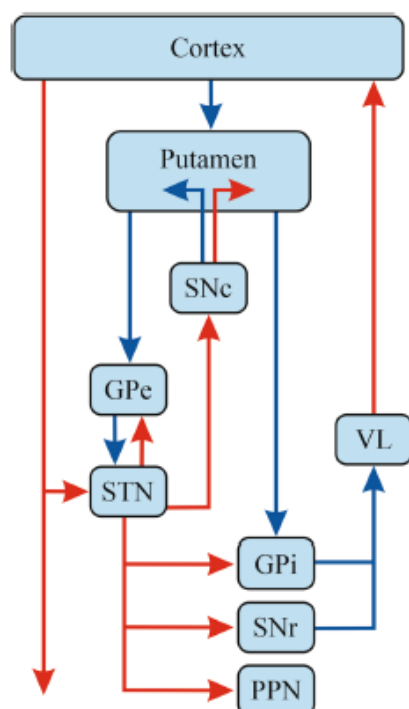 Cortex
Putamen
SNc
GPe
VL
STN
GPi
SNr
PPN